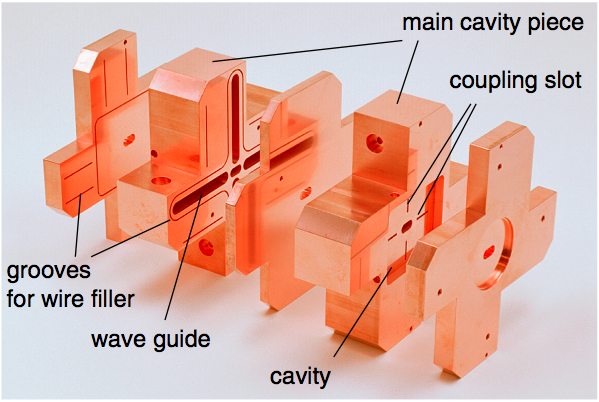 main cavity piece
coupling slot
grooves
for wire filler
wave guide
cavity